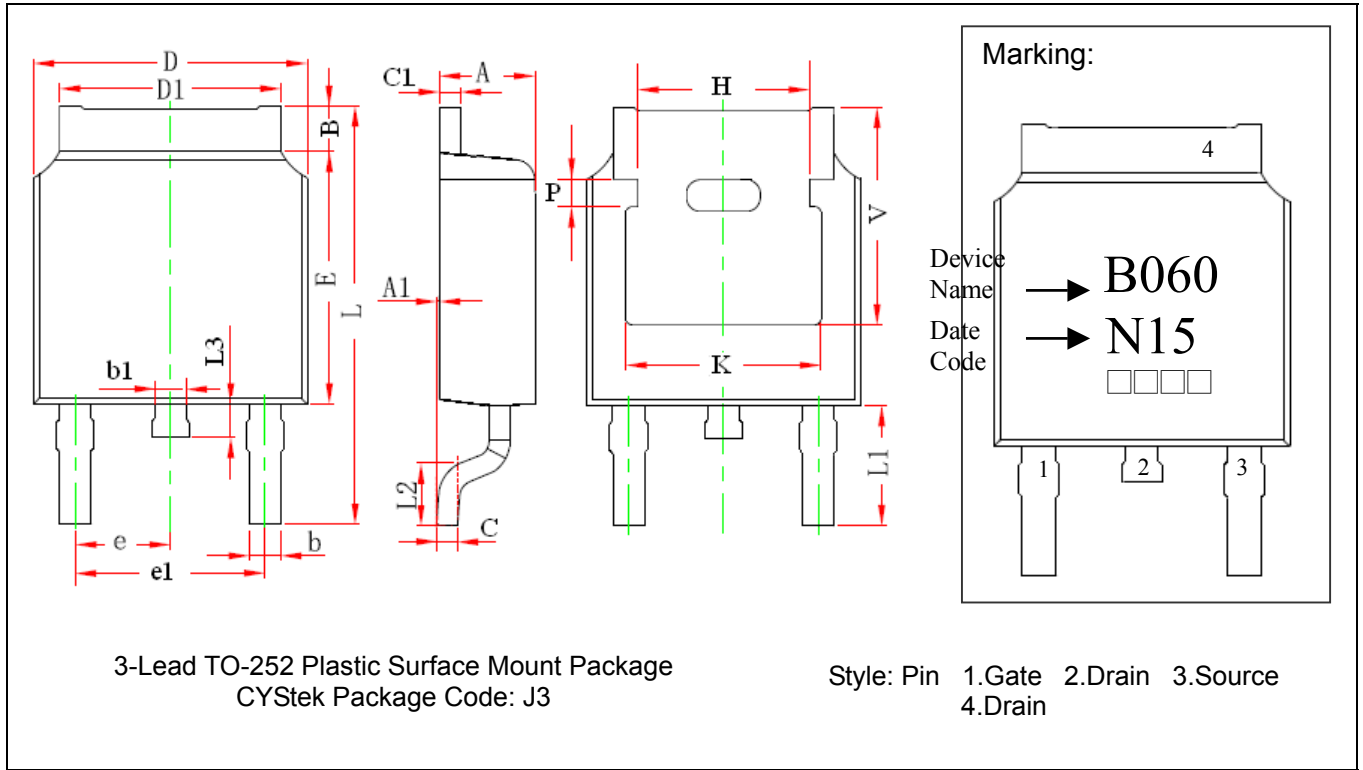 D
D1
B
E
L
L3
b1
e
e1
b
C1
A
A1
L2
C
H
P
V
K
L1
Marking:
4
Device
Name
B060
Date
Code
N15
□□□□
1 2 3
3-Lead TO-252 Plastic Surface Mount Package
CYStek Package Code: J3
Style: Pin 1.Gate 2.Drain 3.Source
4.Drain